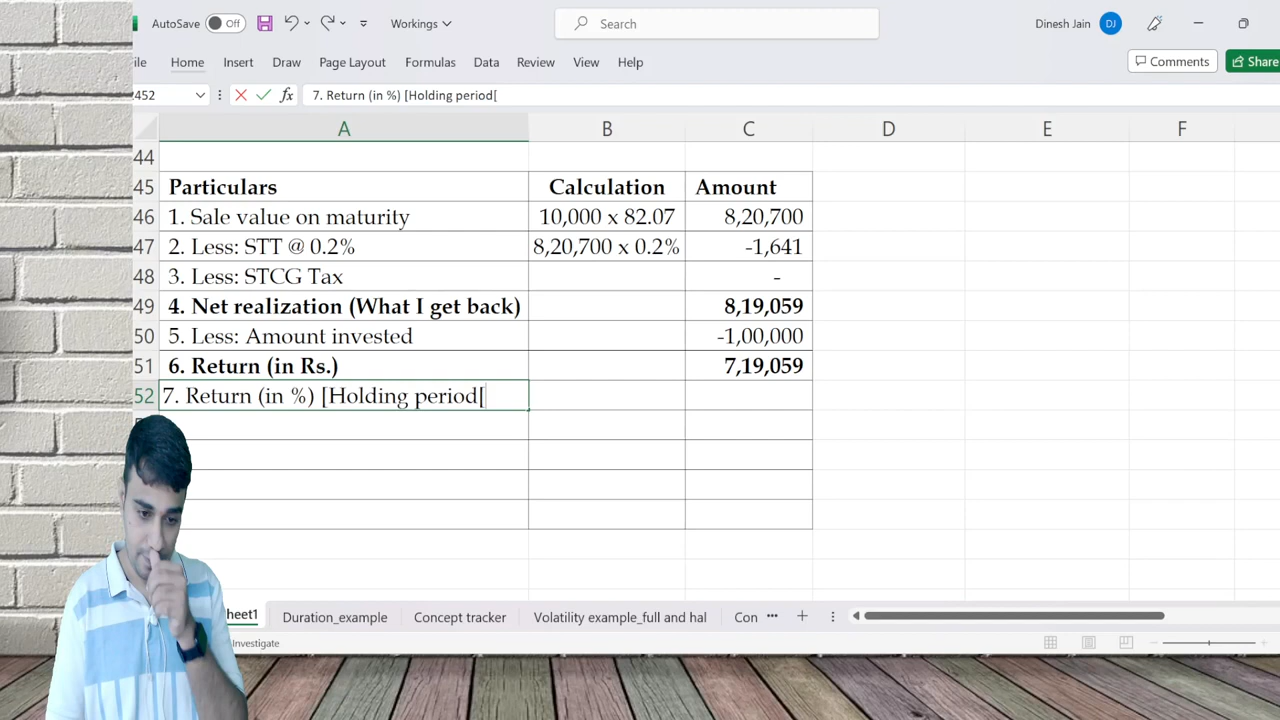 AutoSave Off Workings Search Dinesh Jain DJ
ile Home Insert Draw Page Layout Formulas Data Review View Help Comments Share
452 fx 7. Return (in %) [Holding period[
A B C D E F
44
45 Particulars Calculation Amount
46 1. Sale value on maturity 10,000 x 82.07 8,20,700
47 2. Less: STT @ 0.2% 8,20,700 x 0.2% -1,641
48 3. Less: STCG Tax -
49 4. Net realization (What I get back) 8,19,059
50 5. Less: Amount invested -1,00,000
51 6. Return (in Rs.) 7,19,059
52 7. Return (in %) [Holding period[
heet1 Duration_example Concept tracker Volatility example_full and hal Con
Investigate